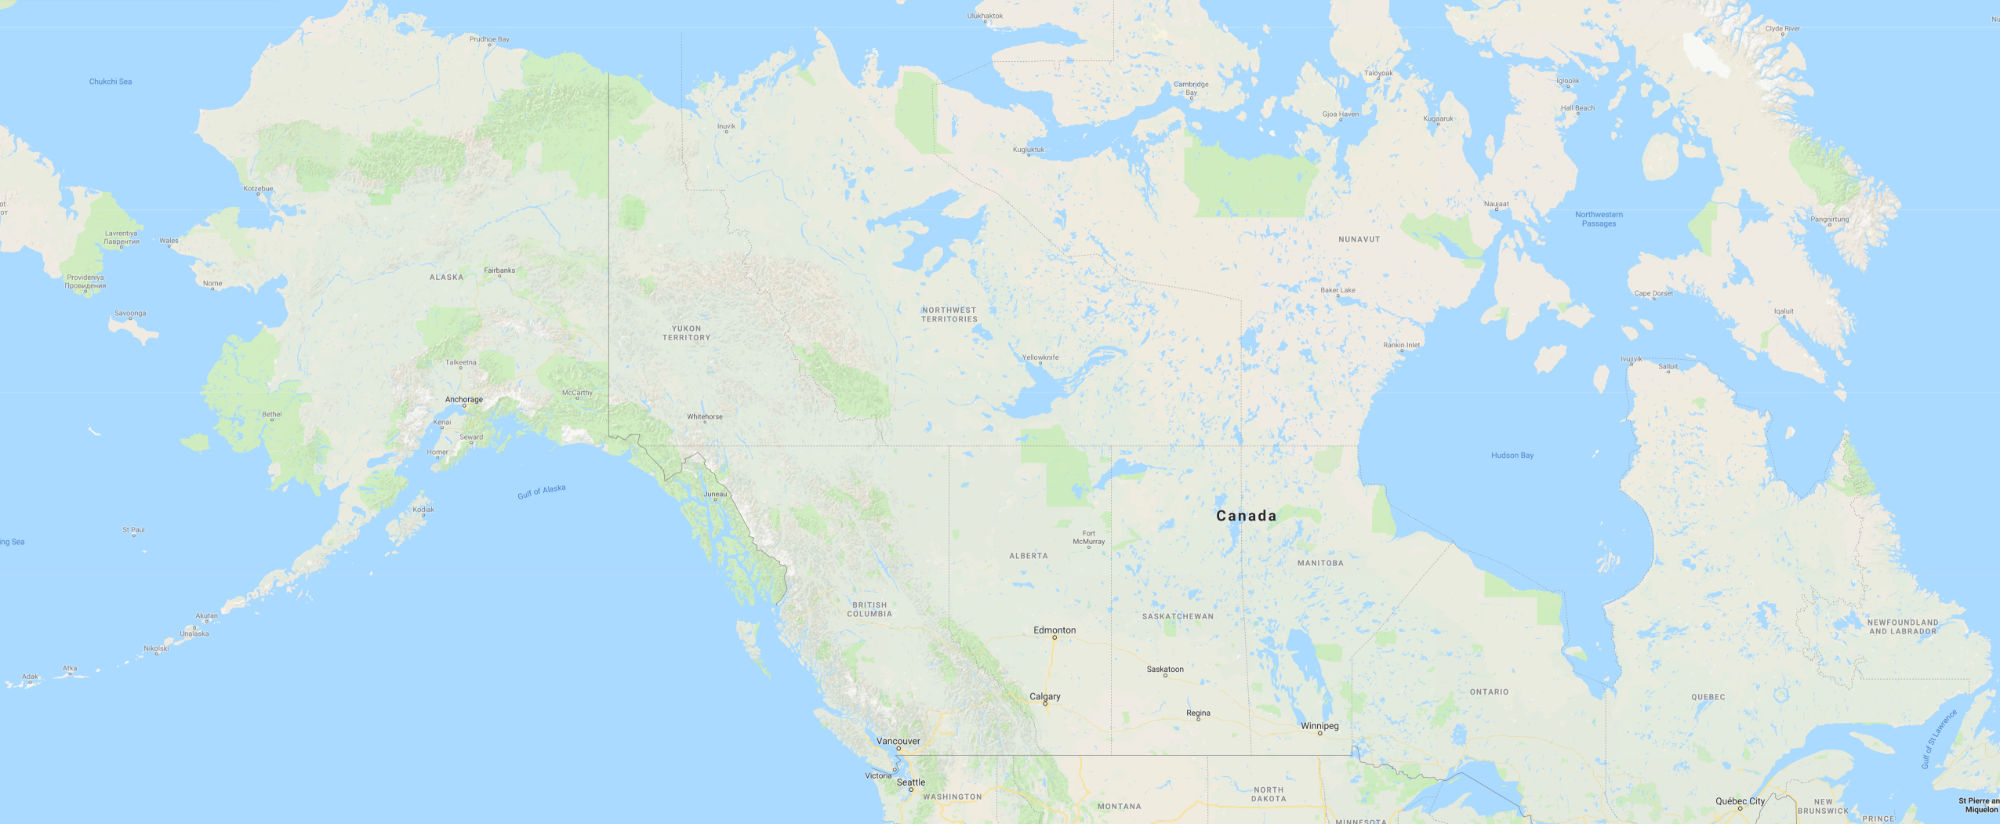 Ulukhaktok
Clyde River
Nu
Prudhoe Bay
Chukchi Sea
Taloyoak
Igloolik
Cambridge
Bay
Hall Beach
Gjoa Haven
Kugaaruk
Inuvik
Kugluktuk
Kotzebue
от
от
Naujaat
Northwestern
Passages
Pangnirtung
Lavrentiya
Лаврентия
Wales
NUNAVUT
Provideniya
Провидения
ALASKA
Fairbanks
Nome
Baker Lake
Cape Dorset
Savoonga
NORTHWEST
TERRITORIES
Iqaluit
YUKON
TERRITORY
Rankin Inlet
Yellowknife
Ivujivik
Salluit
Talkeetna
McCarthy
Anchorage
Bethel
Whitehorse
Kenai
Seward
Homer
Hudson Bay
Gulf of Alaska
Juneau
Kodiak
Canada
St Paul
ing Sea
Fort
McMurray
ALBERTA
MANITOBA
BRITISH
COLUMBIA
Akutan
SASKATCHEWAN
NEWFOUNDLAND
AND LABRADOR
Unalaska
Edmonton
Nikolski
Atka
Saskatoon
Adak
ONTARIO
QUEBEC
Calgary
Regina
Winnipeg
Gulf of St Lawrence
Vancouver
Victoria
Seattle
WASHINGTON
NORTH
DAKOTA
MONTANA
Québec City
NEW
BRUNSWICK
St Pierre an
Miquelon
PRINCE
MINNESOTA